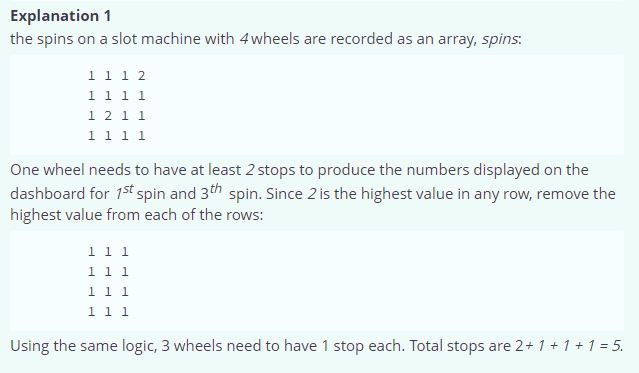 Explanation 1
the spins on a slot machine with 4 wheels are recorded as an array, spins:
1 1 1 2
1 1 1 1
1 2 1 1
1 1 1 1
One wheel needs to have at least 2 stops to produce the numbers displayed on the
dashboard for 1st spin and 3th spin. Since 2 is the highest value in any row, remove the
highest value from each of the rows:
1 1 1
1 1 1
1 1 1
1 1 1
Using the same logic, 3 wheels need to have 1 stop each. Total stops are 2+ 1 + 1 + 1 = 5.